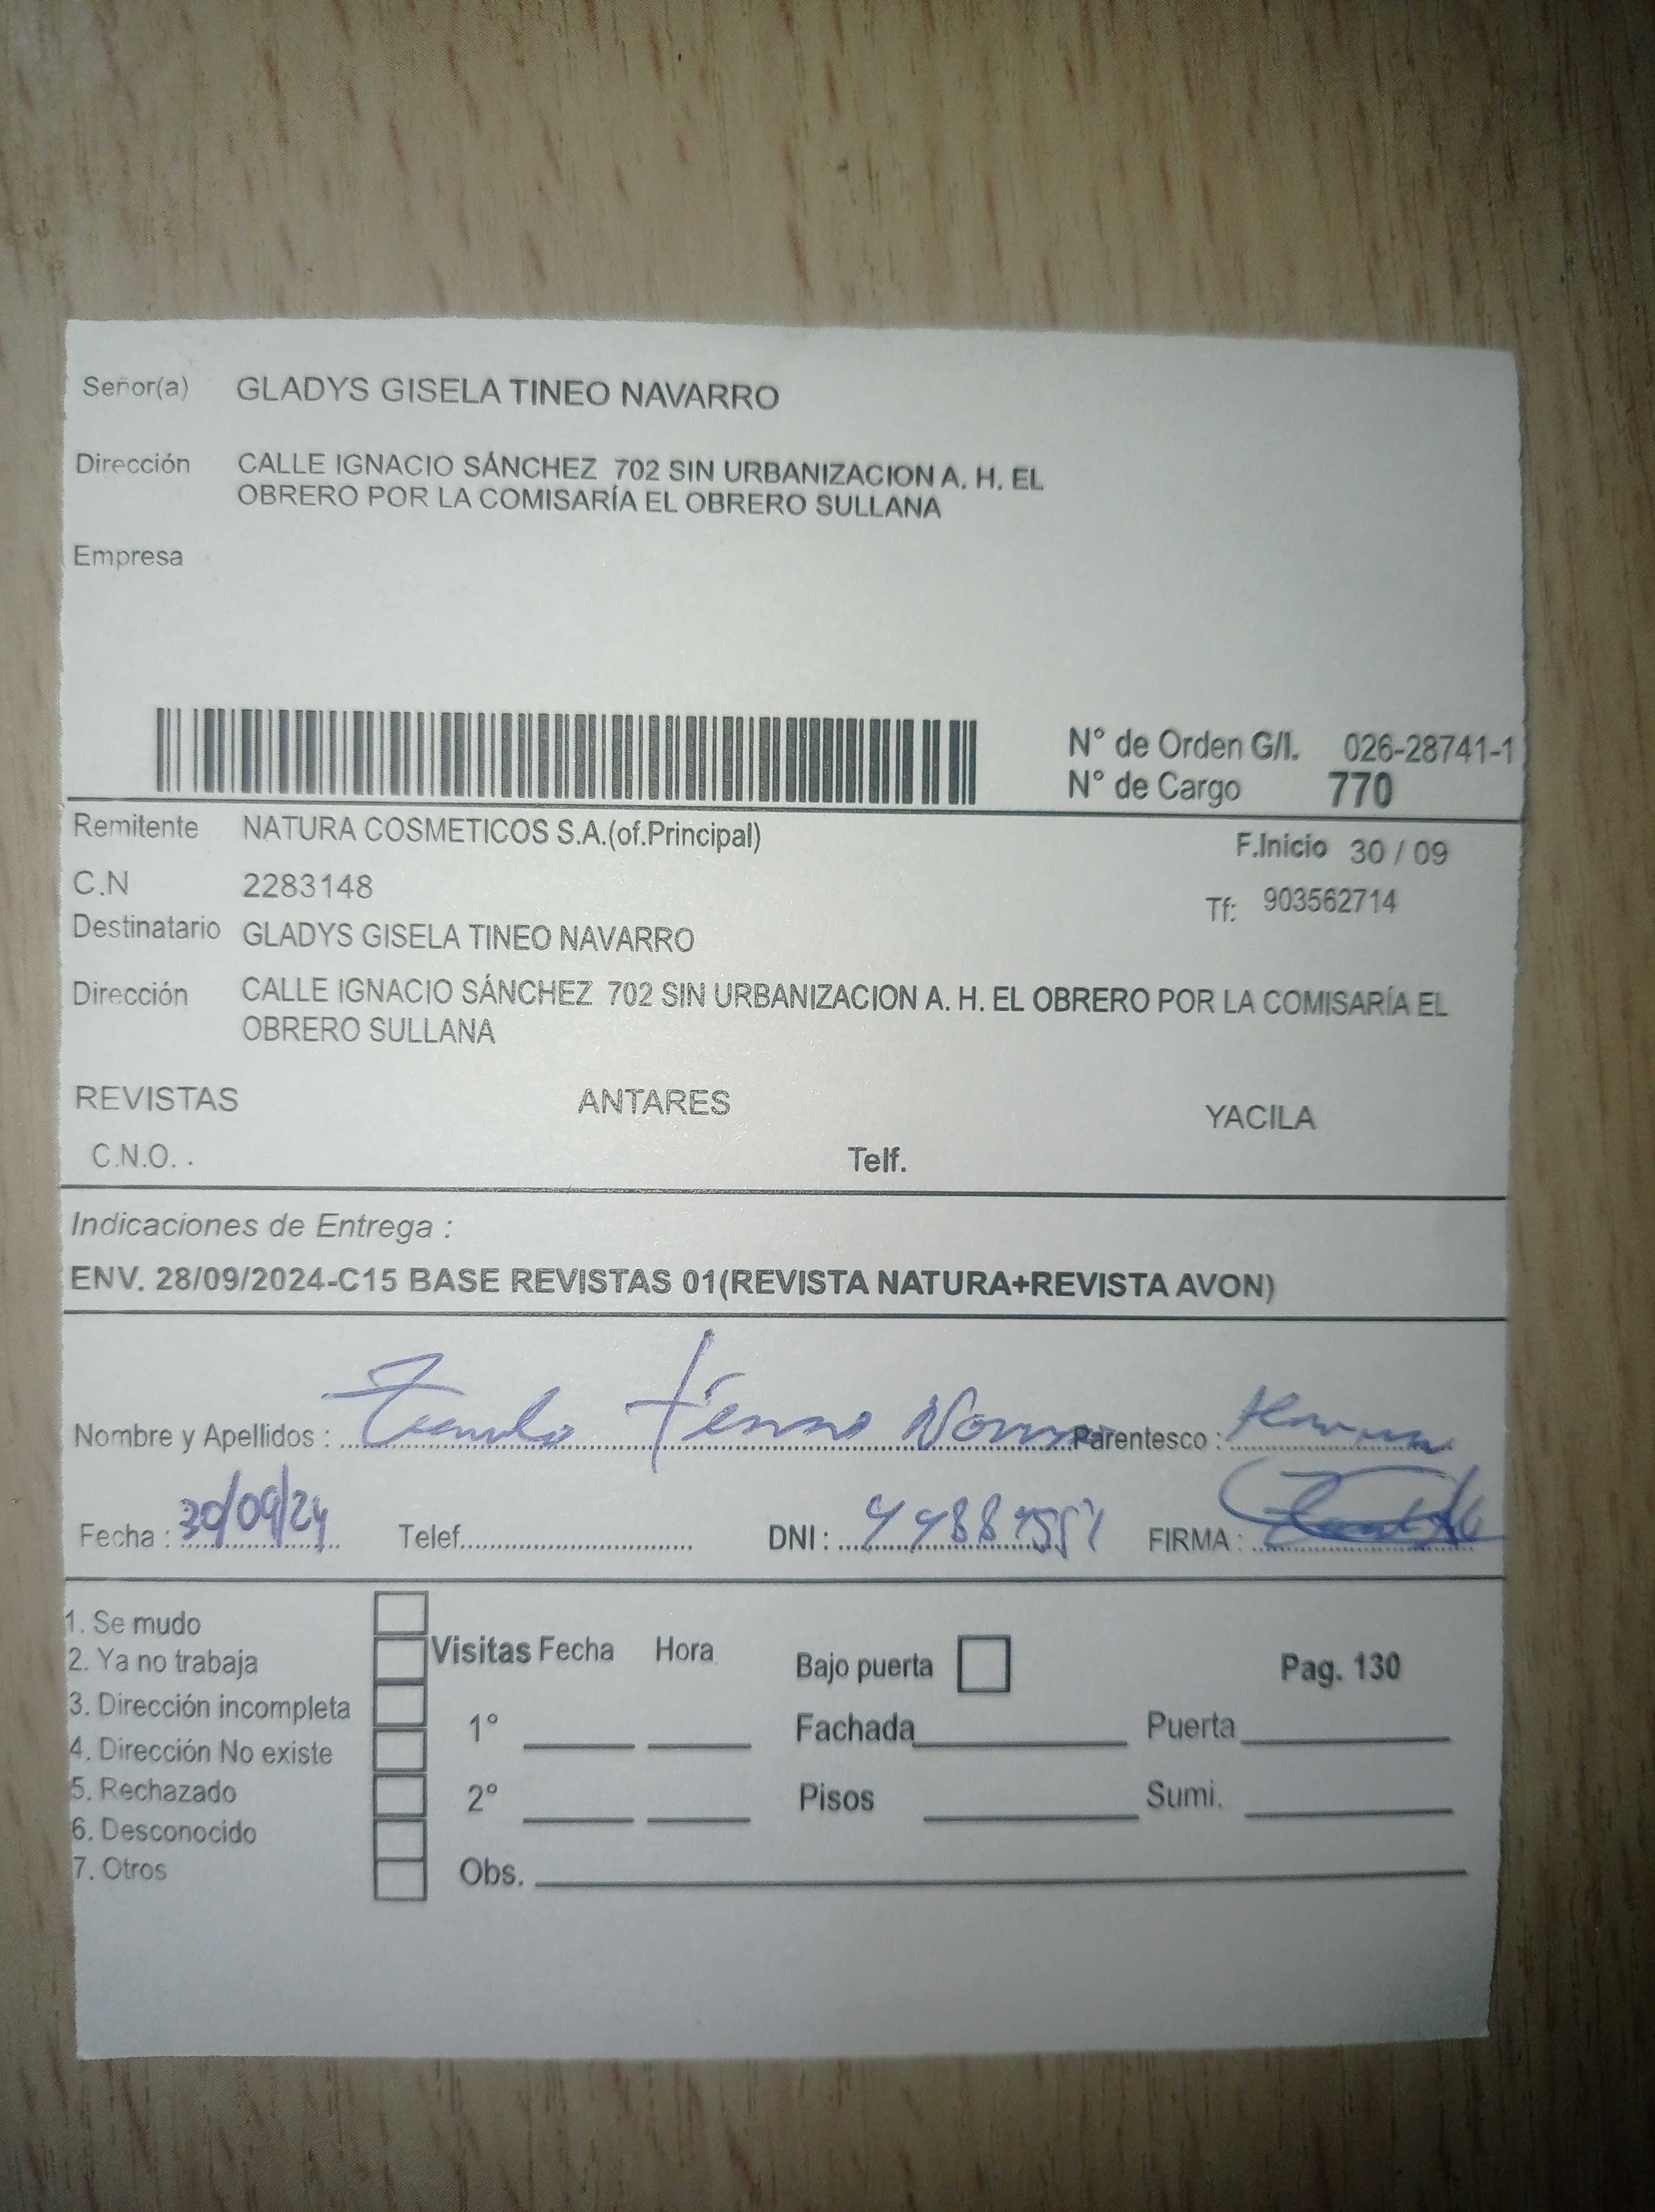 Señor(a) GLADYS GISELA TINEO NAVARRO
Dirección CALLE IGNACIO SÁNCHEZ 702 SIN URBANIZACION A. H. EL
OBRERO POR LA COMISARÍA EL OBRERO SULLANA
Empresa
N° de Orden G/I. 026-28741-1
N° de Cargo 770
Remitente NATURA COSMETICOS S.A.(of.Principal) F.Inicio 30 / 09
C.N 2283148 Tf: 903562714
Destinatario GLADYS GISELA TINEO NAVARRO
Dirección CALLE IGNACIO SÁNCHEZ 702 SIN URBANIZACION A. H. EL OBRERO POR LA COMISARÍA EL
OBRERO SULLANA
REVISTAS ANTARES YACILA
C.N.O. . Telf.
Indicaciones de Entrega :
ENV. 28/09/2024-C15 BASE REVISTAS 01(REVISTA NATURA+REVISTA AVON)
Nombre y Apellidos : Parentesco :
Fecha : 30/09/24 Telef. DNI : FIRMA :
1. Se mudo
2. Ya no trabaja Visitas Fecha Hora Bajo puerta Pag. 130
3. Dirección incompleta 1° Fachada Puerta
4. Dirección No existe
5. Rechazado 2° Pisos Sumi.
6. Desconocido
7. Otros Obs.